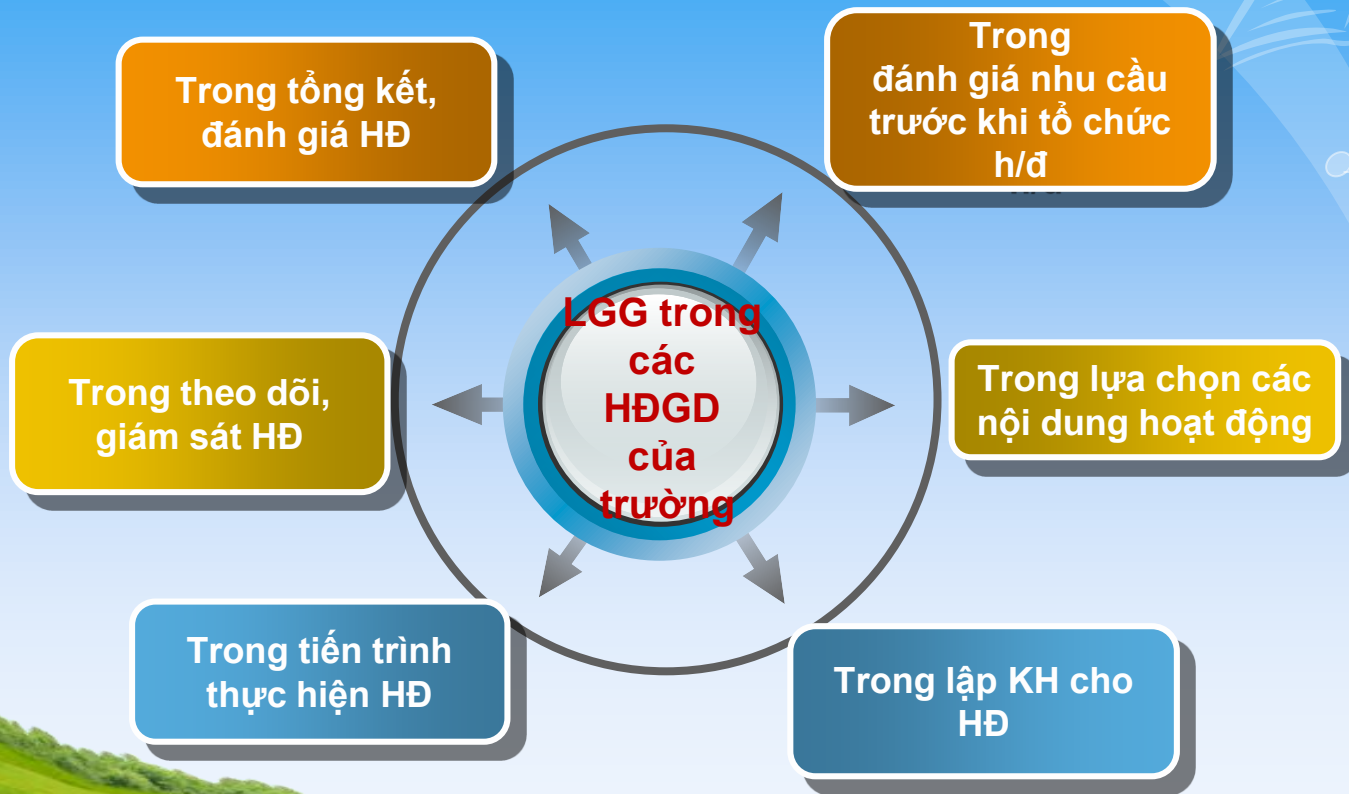 Trong tổng kết,
đánh giá HĐ
Trong
đánh giá nhu cầu
trước khi tổ chức
h/đ
LGG trong
các
HĐGD
của
trường
Trong theo dõi,
giám sát HĐ
Trong lựa chọn các
nội dung hoạt động
Trong tiến trình
thực hiện HĐ
Trong lập KH cho
HĐ